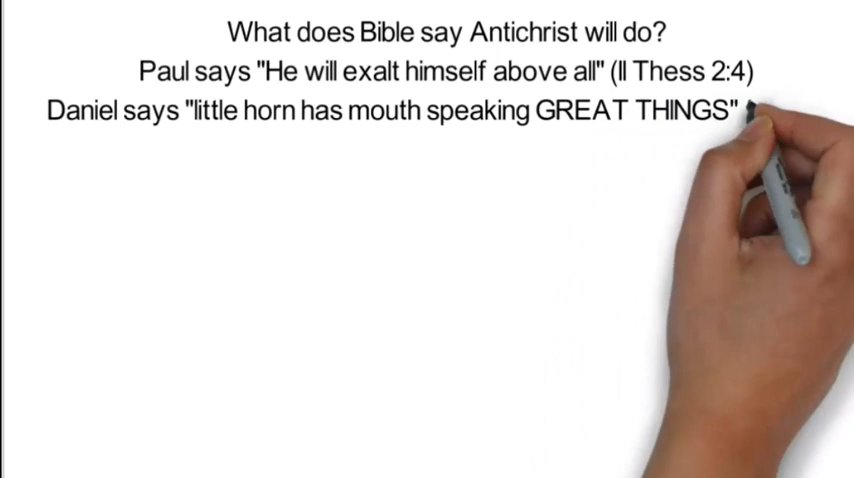 What does Bible say Antichrist will do?
Paul says "He will exalt himself above all" (II Thess 2:4)
Daniel says "little horn has mouth speaking GREAT THINGS"